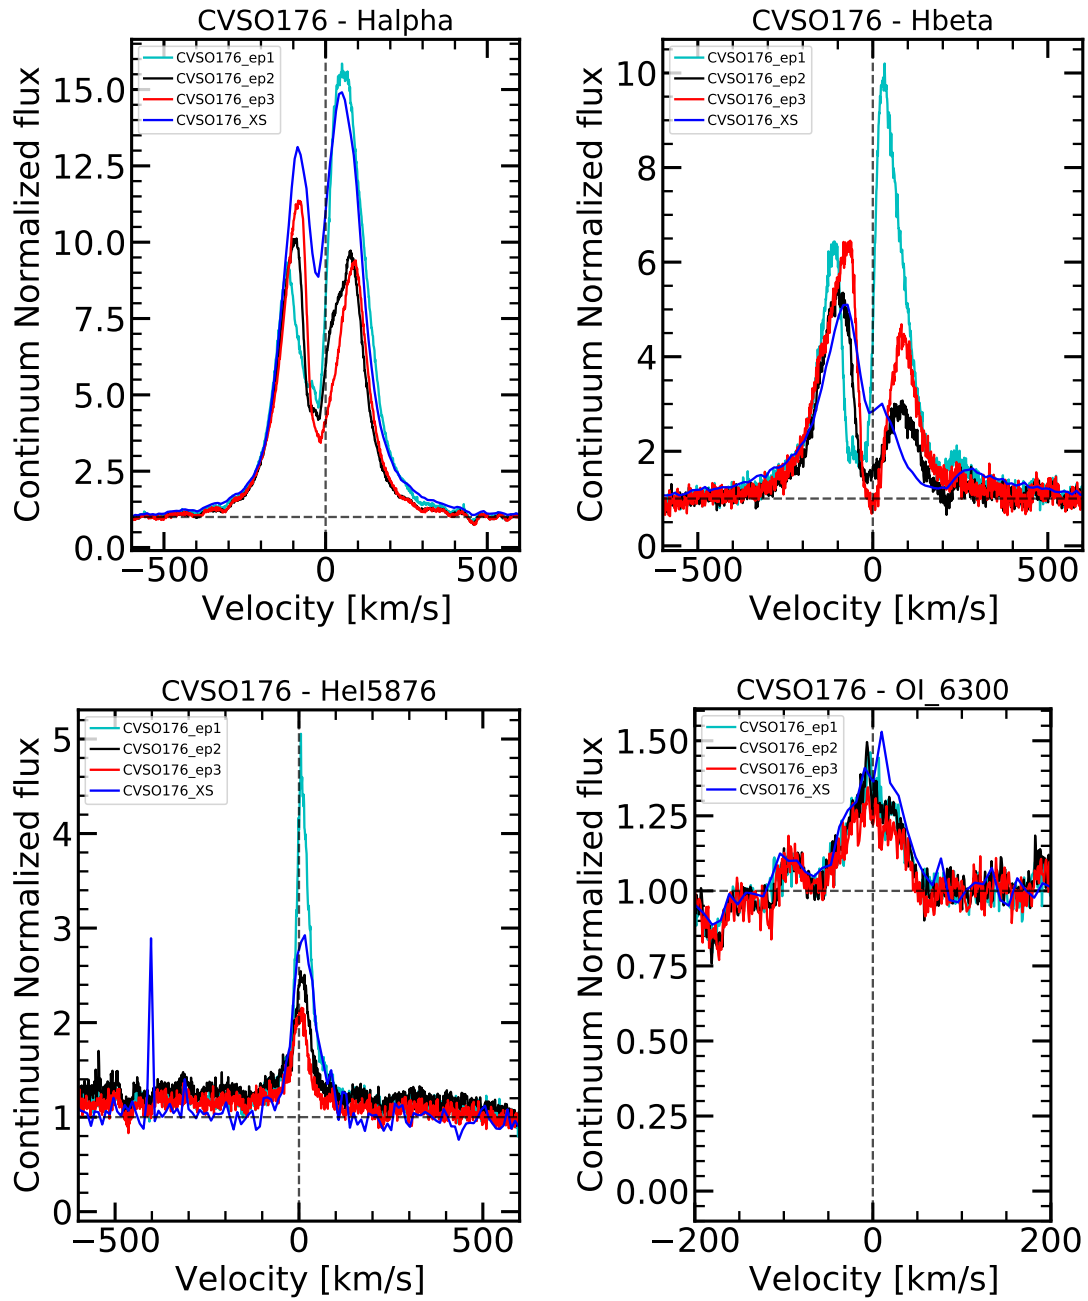 CVSO176 - Halpha
Continuum Normalized flux
15.0
12.5
10.0
7.5
5.0
2.5
0.0
CVSO176_ep1
CVSO176_ep2
CVSO176_ep3
CVSO176_XS
−500
0
500
Velocity [km/s]
CVSO176 - Hbeta
Continuum Normalized flux
10
8
6
4
2
0
CVSO176_ep1
CVSO176_ep2
CVSO176_ep3
CVSO176_XS
−500
0
500
Velocity [km/s]
CVSO176 - HeI5876
Continuum Normalized flux
5
4
3
2
1
0
CVSO176_ep1
CVSO176_ep2
CVSO176_ep3
CVSO176_XS
−500
0
500
Velocity [km/s]
CVSO176 - OI_6300
Continuum Normalized flux
1.50
1.25
1.00
0.75
0.50
0.25
0.00
CVSO176_ep1
CVSO176_ep2
CVSO176_ep3
CVSO176_XS
−200
0
200
Velocity [km/s]